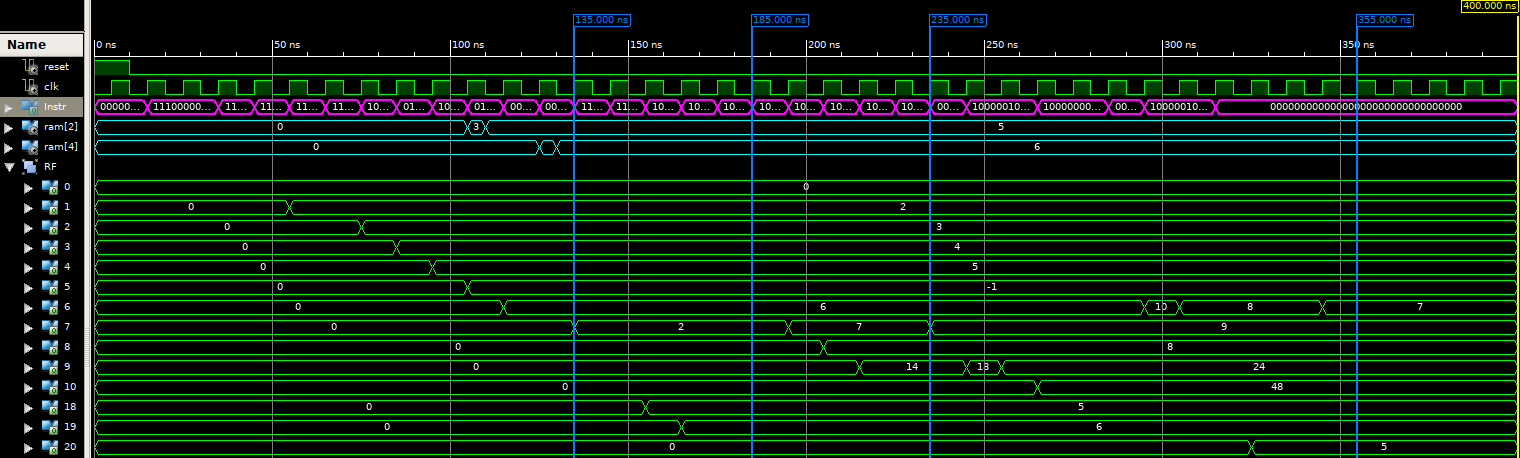 400.000 ns
135.000 ns 185.000 ns 235.000 ns 355.000 ns
Name 0 ns 50 ns 100 ns 150 ns 200 ns 250 ns 300 ns 350 ns
reset
clk
Instr 00000... 11100000... 11... 11... 11... 11... 10... 01... 10... 01... 00... 00... 11... 11... 10... 10... 10... 10... 10... 10... 10... 10... 00... 10000010... 10000000... 00... 10000010... 00000000000000000000000000000000
ram[2] 0 3 5
ram[4] 0 6
RF
0 0
1 0 2
2 0 3
3 0 4
4 0 5
5 0 -1
6 0 6 10 8 7
7 0 2 7 9
8 0 8
9 0 14 18 24
10 0 48
18 0 5
19 0 6
20 0 5